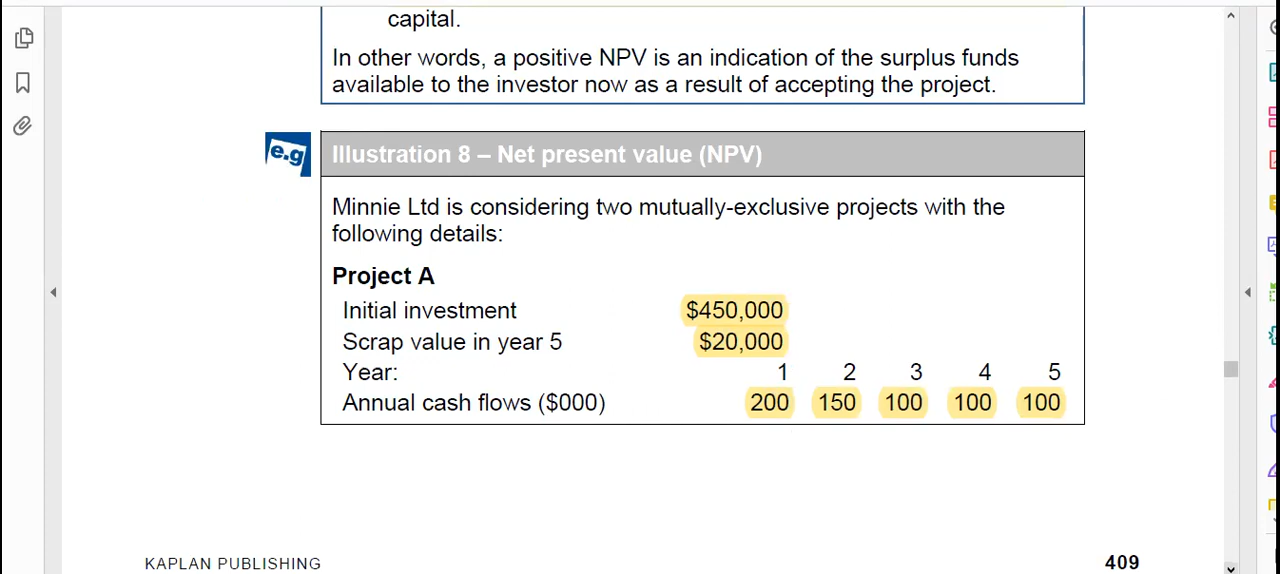 capital.
In other words, a positive NPV is an indication of the surplus funds
available to the investor now as a result of accepting the project.
e.g
Illustration 8 – Net present value (NPV)
Minnie Ltd is considering two mutually-exclusive projects with the
following details:
Project A
Initial investment $450,000
Scrap value in year 5 $20,000
Year: 1 2 3 4 5
Annual cash flows ($000) 200 150 100 100 100
KAPLAN PUBLISHING 409